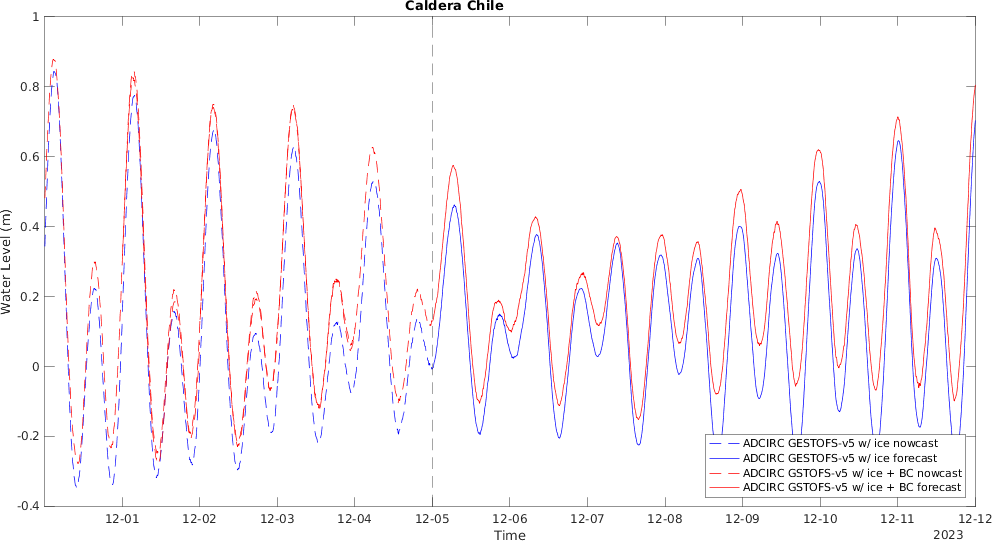 Caldera Chile
Water Level (m)
1
0.8
0.6
0.4
0.2
0
-0.2
-0.4
ADCIRC GESTOFS-v5 w/ ice nowcast
ADCIRC GESTOFS-v5 w/ ice forecast
ADCIRC GSTOFS-v5 w/ ice + BC nowcast
ADCIRC GSTOFS-v5 w/ ice + BC forecast
12-01 12-02 12-03 12-04 12-05 12-06 12-07 12-08 12-09 12-10 12-11 12-12
Time
2023